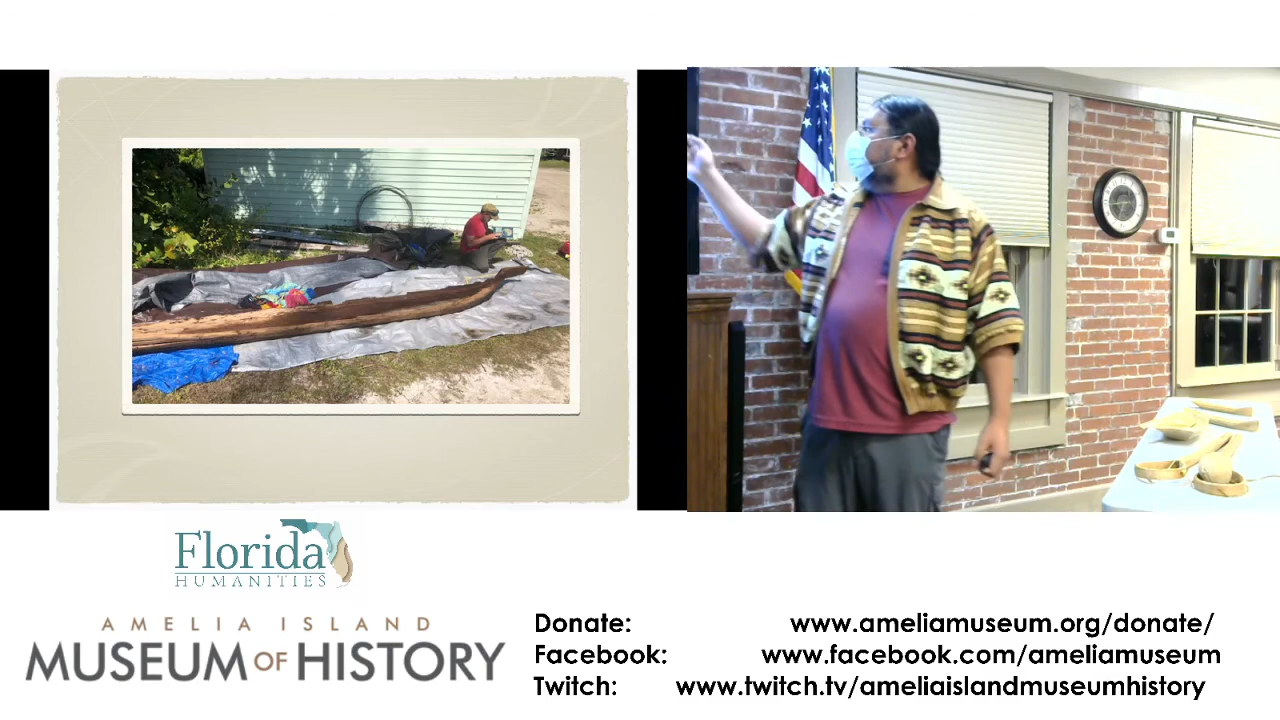 Florida
HUMANITIES
AMELIA ISLAND
MUSEUM OF HISTORY
Donate: www.ameliamuseum.org/donate/
Facebook: www.facebook.com/ameliamuseum
Twitch: www.twitch.tv/ameliaislandmuseumhistory